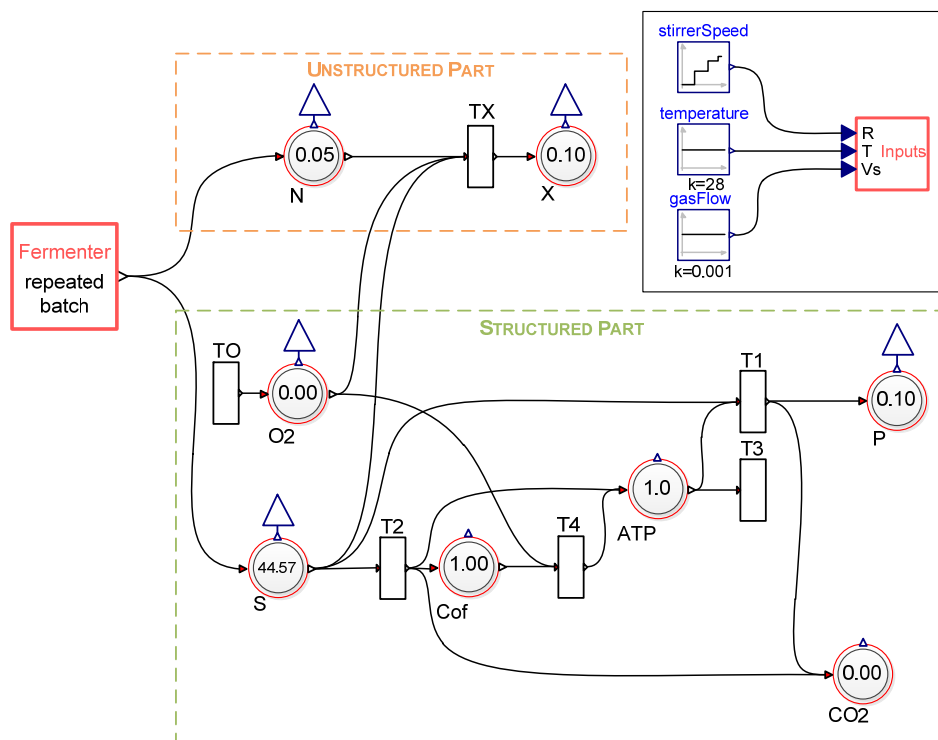 stirrerSpeed
UNSTRUCTURED PART
TX
temperature
0.05
0.10
R
T
Vs
Inputs
N
X
k=28
gasFlow
Fermenter
repeated
batch
k=0.001
STRUCTURED PART
TO
0.00
O2
T1
0.10
P
T3
1.0
ATP
T2
T4
44.57
S
1.00
Cof
0.00
CO2